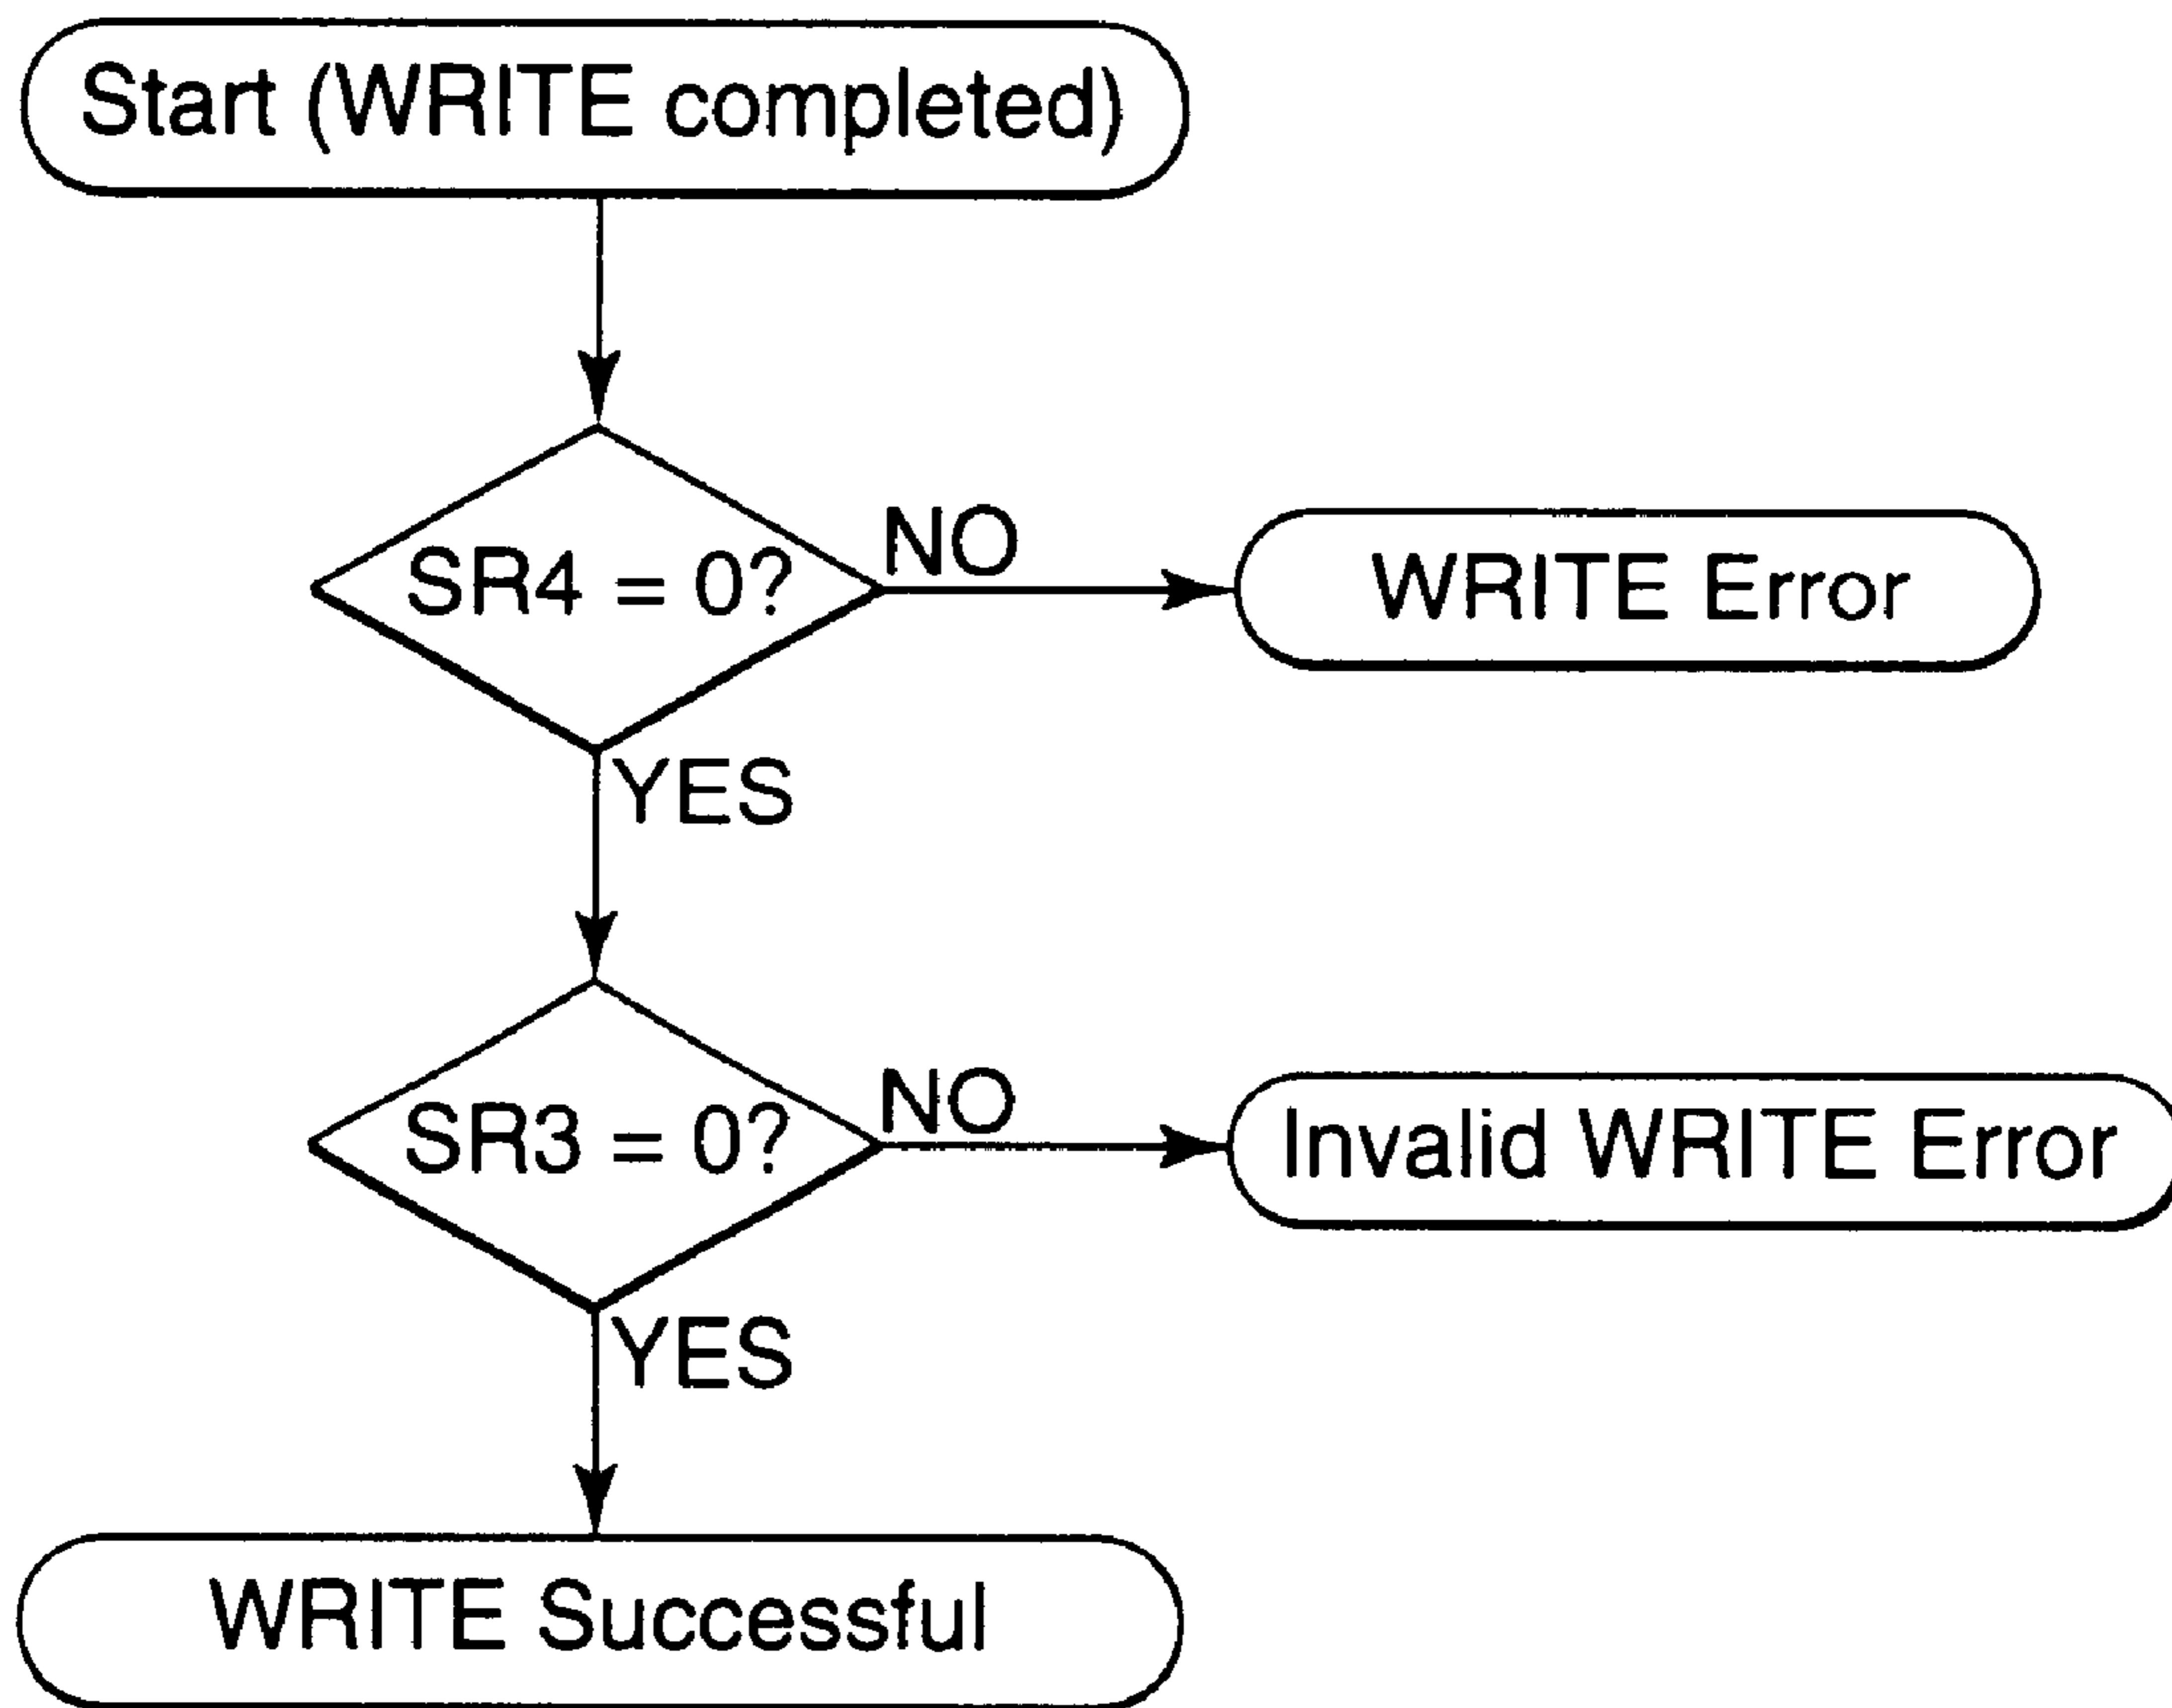 Start (WRITE completed)
SR4 = 0?
NO
WRITE Error
YES
SR3 = 0?
NO
Invalid WRITE Error
YES
WRITE Successful